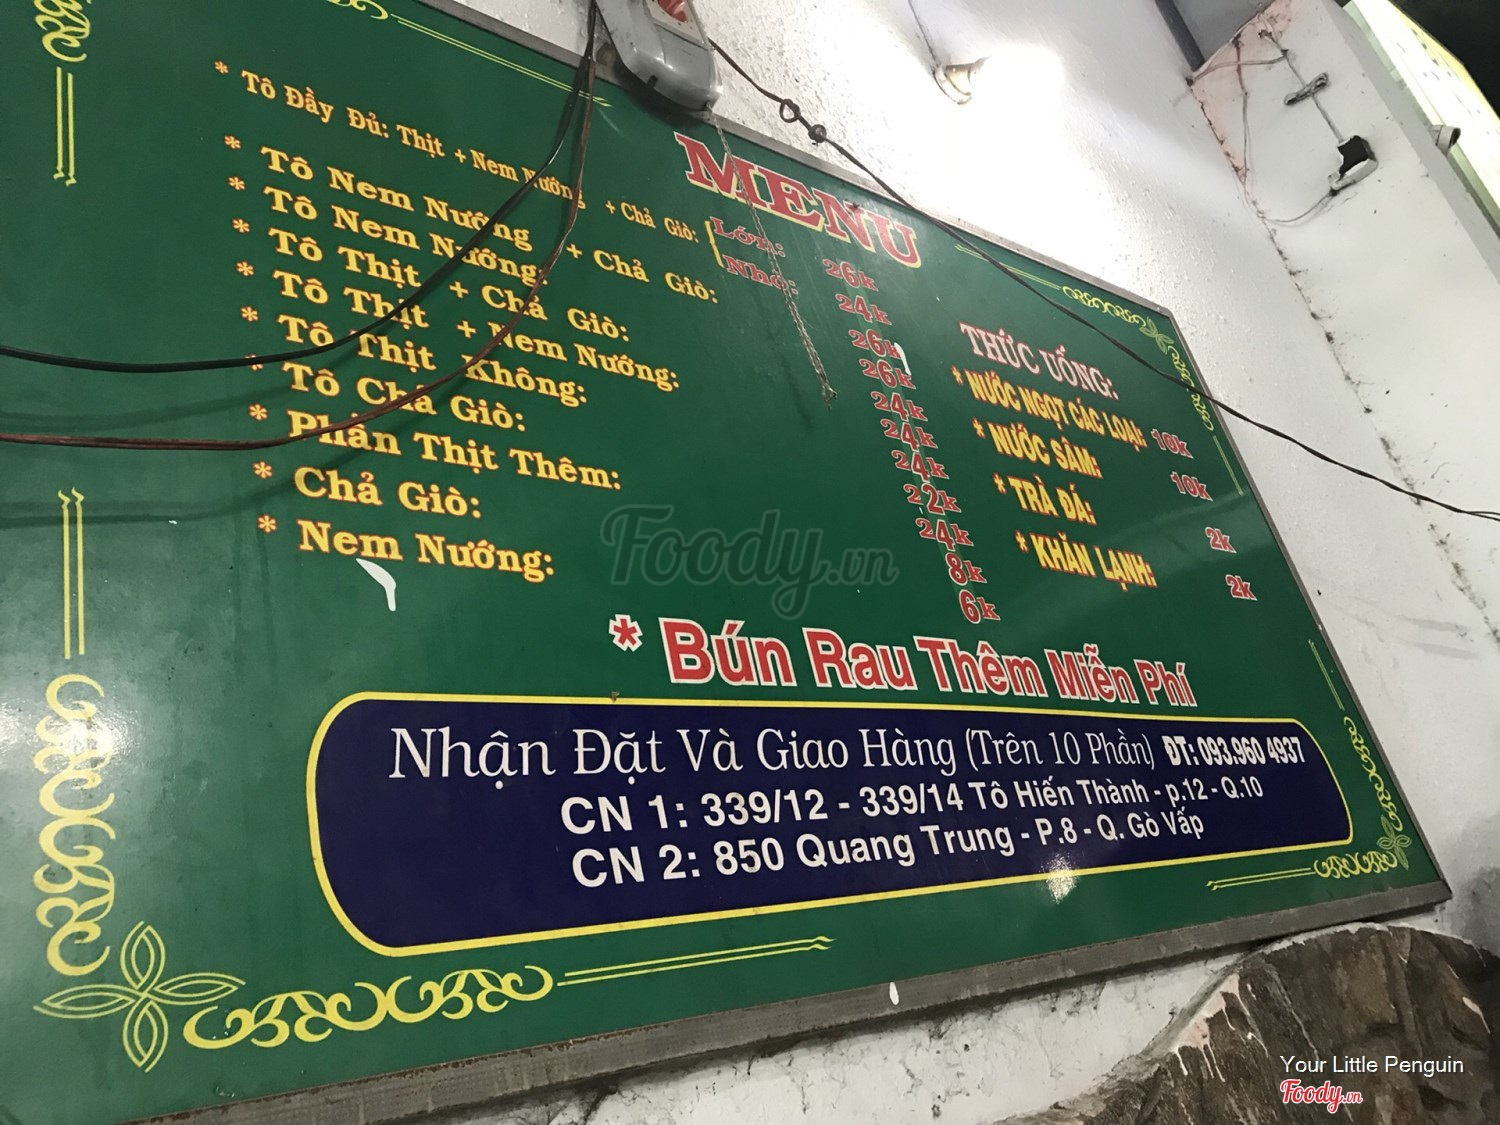 MENU
* Tô Đầy Đủ: Thịt + Nem Nướng + Chả Giò: Lớn: 26k
Nhỏ: 24k
* Tô Nem Nướng + Chả Giò: 26k
* Tô Nem Nướng: 26k
* Tô Thịt + Chả Giò: 24k
* Tô Thịt + Nem Nướng: 24k
* Tô Thịt Không: 24k
* Tô Chả Giò: 22k
* Phần Thịt Thêm: 24k
* Chả Giò: 8k
* Nem Nướng: 6k
THỨC UỐNG:
* NƯỚC NGỌT CÁC LOẠI: 10k
* NƯỚC SÂM: 10k
* TRÀ ĐÁ: 2k
* KHĂN LẠNH: 2k
* Bún Rau Thêm Miễn Phí
Nhận Đặt Và Giao Hàng (Trên 10 Phần) ĐT: 093.960 4937
CN 1: 339/12 - 339/14 Tô Hiến Thành - p.12 - Q.10
CN 2: 850 Quang Trung - P.8 - Q. Gò Vấp
Foody.vn
Your Little Penguin
Foody.vn